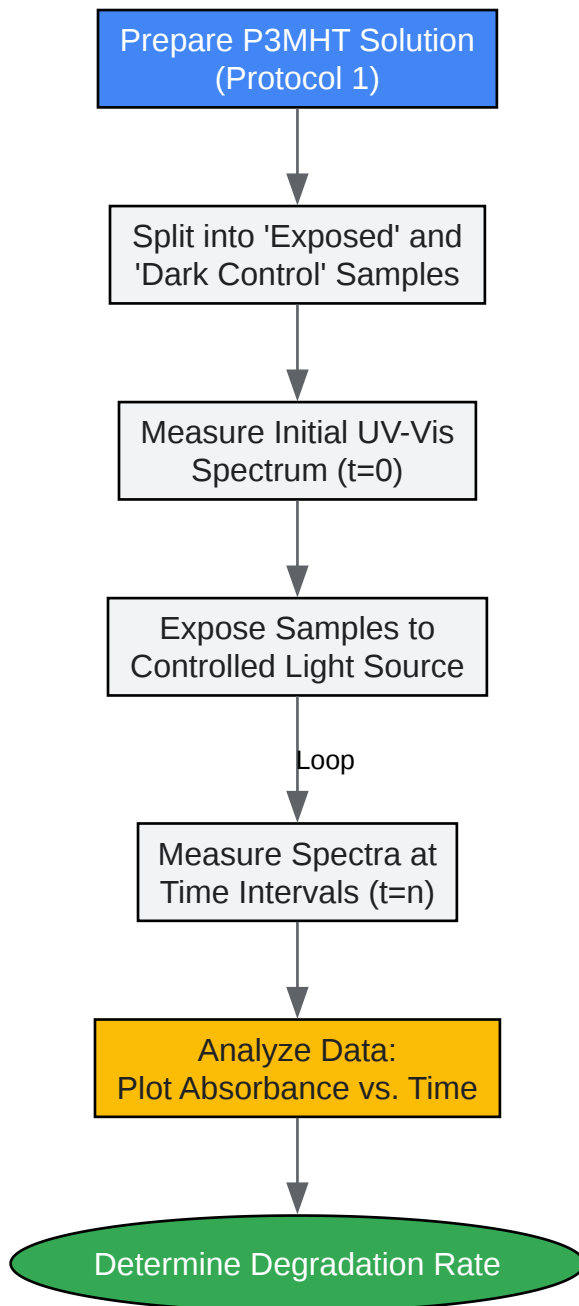 Prepare P3MHT Solution
(Protocol 1)
Split into 'Exposed' and
'Dark Control' Samples
Measure Initial UV-Vis
Spectrum (t=0)
Expose Samples to
Controlled Light Source
Loop
Measure Spectra at
Time Intervals (t=n)
Analyze Data:
Plot Absorbance vs. Time
Determine Degradation Rate